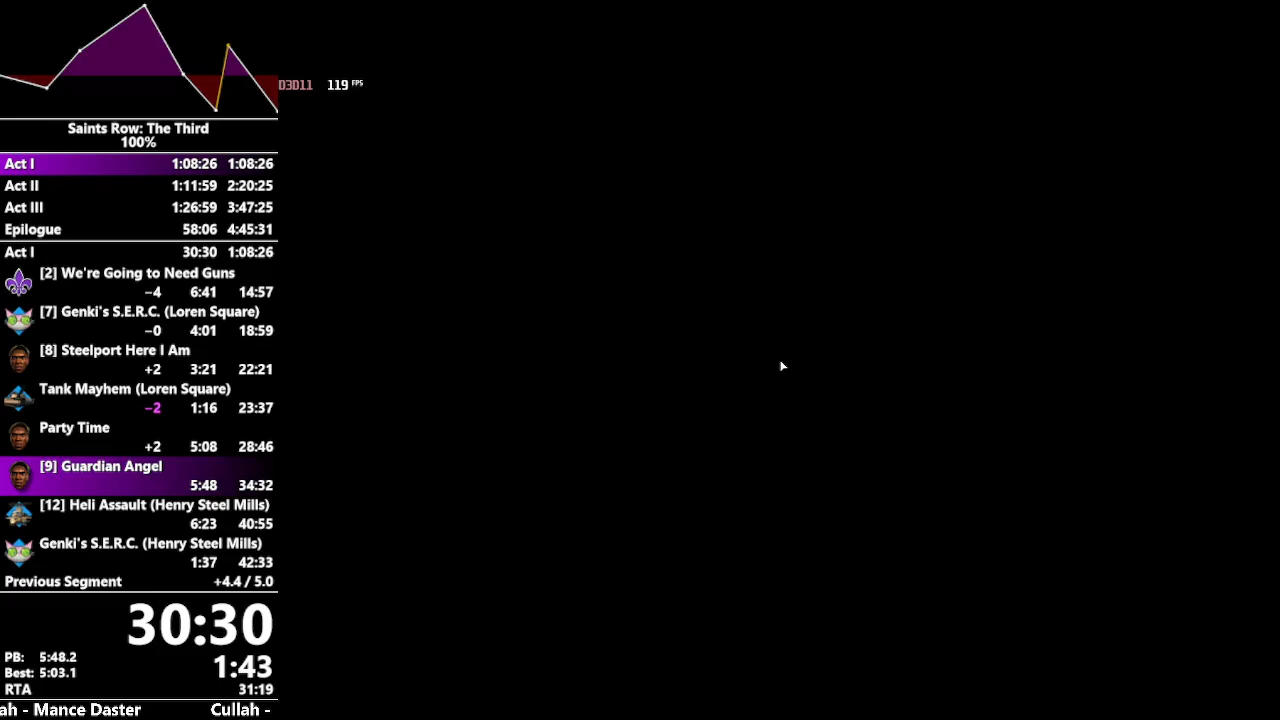 D3D11 119 FPS
Saints Row: The Third
100%
Act I 1:08:26 1:08:26
Act II 1:11:59 2:20:25
Act III 1:26:59 3:47:25
Epilogue 58:06 4:45:31
Act I 30:30 1:08:26
[2] We're Going to Need Guns
−4 6:41 14:57
[7] Genki's S.E.R.C. (Loren Square)
−0 4:01 18:59
[8] Steelport Here I Am
+2 3:21 22:21
Tank Mayhem (Loren Square)
−2 1:16 23:37
Party Time
+2 5:08 28:46
[9] Guardian Angel
5:48 34:32
[12] Heli Assault (Henry Steel Mills)
6:23 40:55
Genki's S.E.R.C. (Henry Steel Mills)
1:37 42:33
Previous Segment +4.4 / 5.0
30:30
PB: 5:48.2
Best: 5:03.1
1:43
RTA 31:19
ah - Mance Daster Cullah -